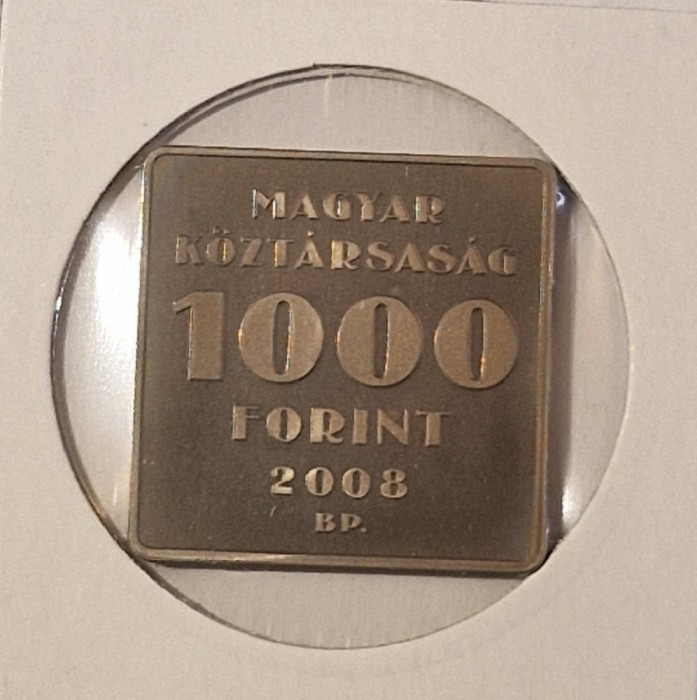 MAGYAR
KÖZTÁRSASÁG
1000
FORINT
2008
BP.